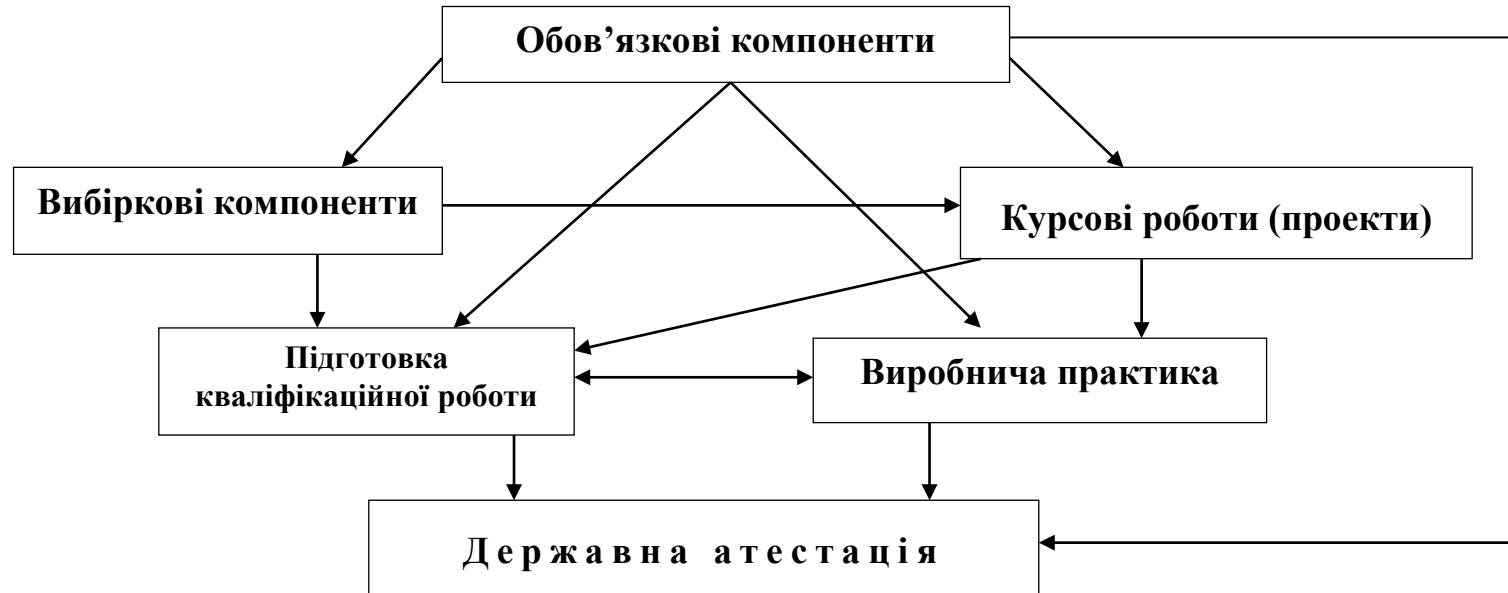 Обов’язкові компоненти
Вибіркові компоненти
Курсові роботи (проекти)
Підготовка
кваліфікаційної роботи
Виробнича практика
Державна атестація